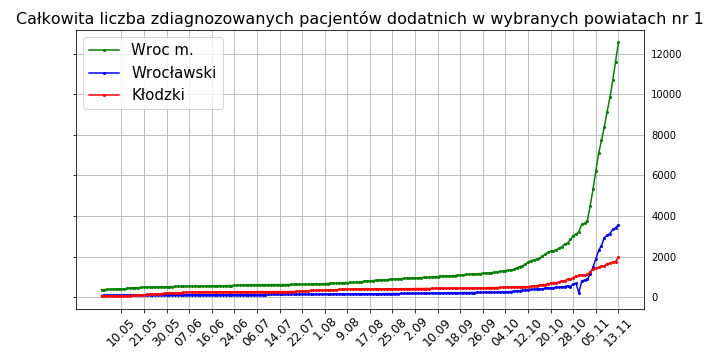 Całkowita liczba zdiagnozowanych pacjentów dodatnich w wybranych powiatach nr 1
Wroc m.
Wrocławski
Kłodzki
12000
10000
8000
6000
4000
2000
0
10.05 21.05 30.05 07.06 16.06 24.06 06.07 14.07 22.07 1.08 9.08 17.08 25.08 2.09 10.09 18.09 26.09 04.10 12.10 20.10 28.10 05.11 13.11